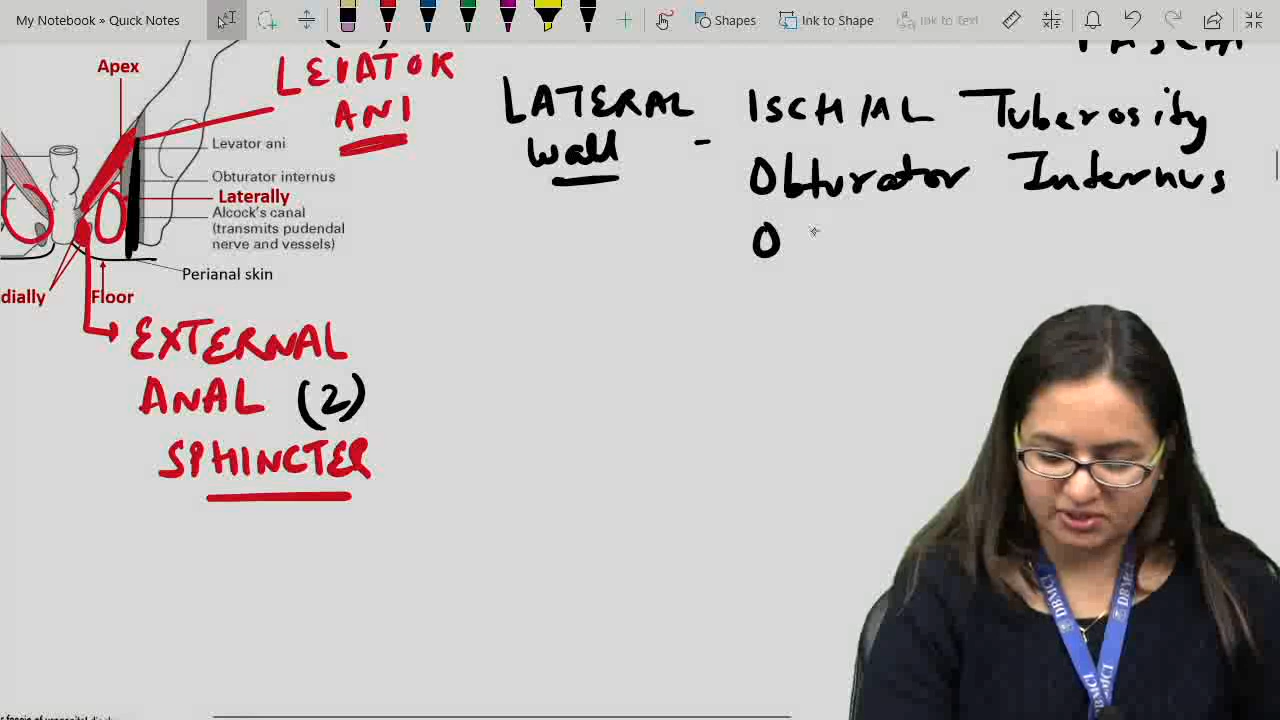 My Notebook » Quick Notes
Shapes
Ink to Shape
Ink to Text
Apex
LEVATOR
ANI
Levator ani
Obturator internus
Laterally
Alcock's canal
(transmits pudendal
nerve and vessels)
Perianal skin
dially
Floor
EXTERNAL
ANAL (2)
SPHINCTER
LATERAL
Wall -
ISCHIAL Tuberosity
Obturator Internus
O
DBMCI
DBMCI